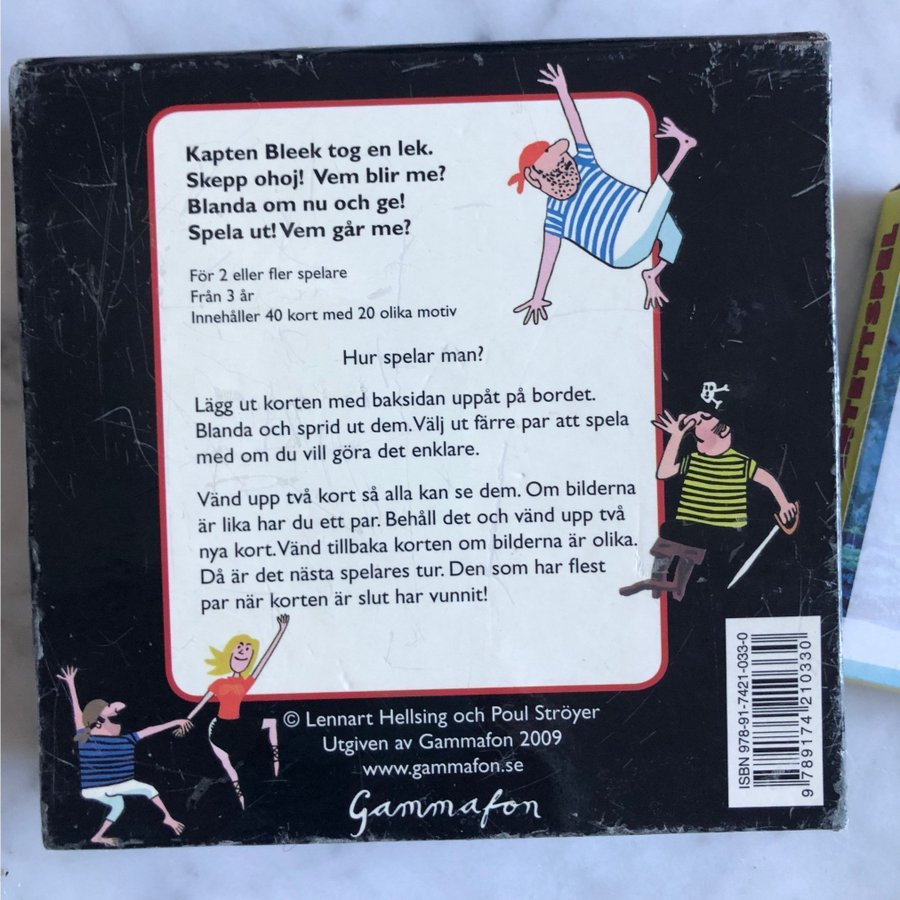 Kapten Bleek tog en lek.
Skepp ohoj! Vem blir me?
Blanda om nu och ge!
Spela ut! Vem går me?
För 2 eller fler spelare
Från 3 år
Innehåller 40 kort med 20 olika motiv
Hur spelar man?
Lägg ut korten med baksidan uppåt på bordet.
Blanda och sprid ut dem. Välj ut färre par att spela
med om du vill göra det enklare.
Vänd upp två kort så alla kan se dem. Om bilderna
är lika har du ett par. Behåll det och vänd upp två
nya kort. Vänd tillbaka korten om bilderna är olika.
Då är det nästa spelares tur. Den som har flest
par när korten är slut har vunnit!
© Lennart Hellsing och Poul Ströyer
Utgiven av Gammafon 2009
www.gammafon.se
Gammafon
ISBN 978-91-7421-033-0
9 789174 210330